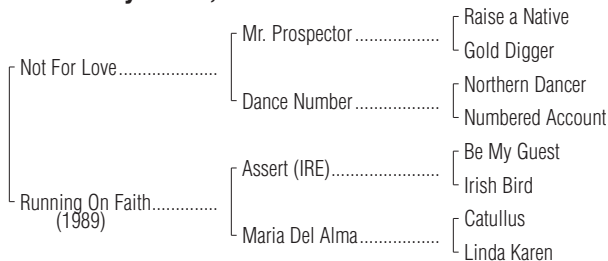 Raise a Native
Mr. Prospector..................
Gold Digger
Not For Love.....................
Northern Dancer
Dance Number..................
Numbered Account
Be My Guest
Assert (IRE).......................
Irish Bird
Running On Faith..............
(1989)
Catullus
Maria Del Alma.................
Linda Karen